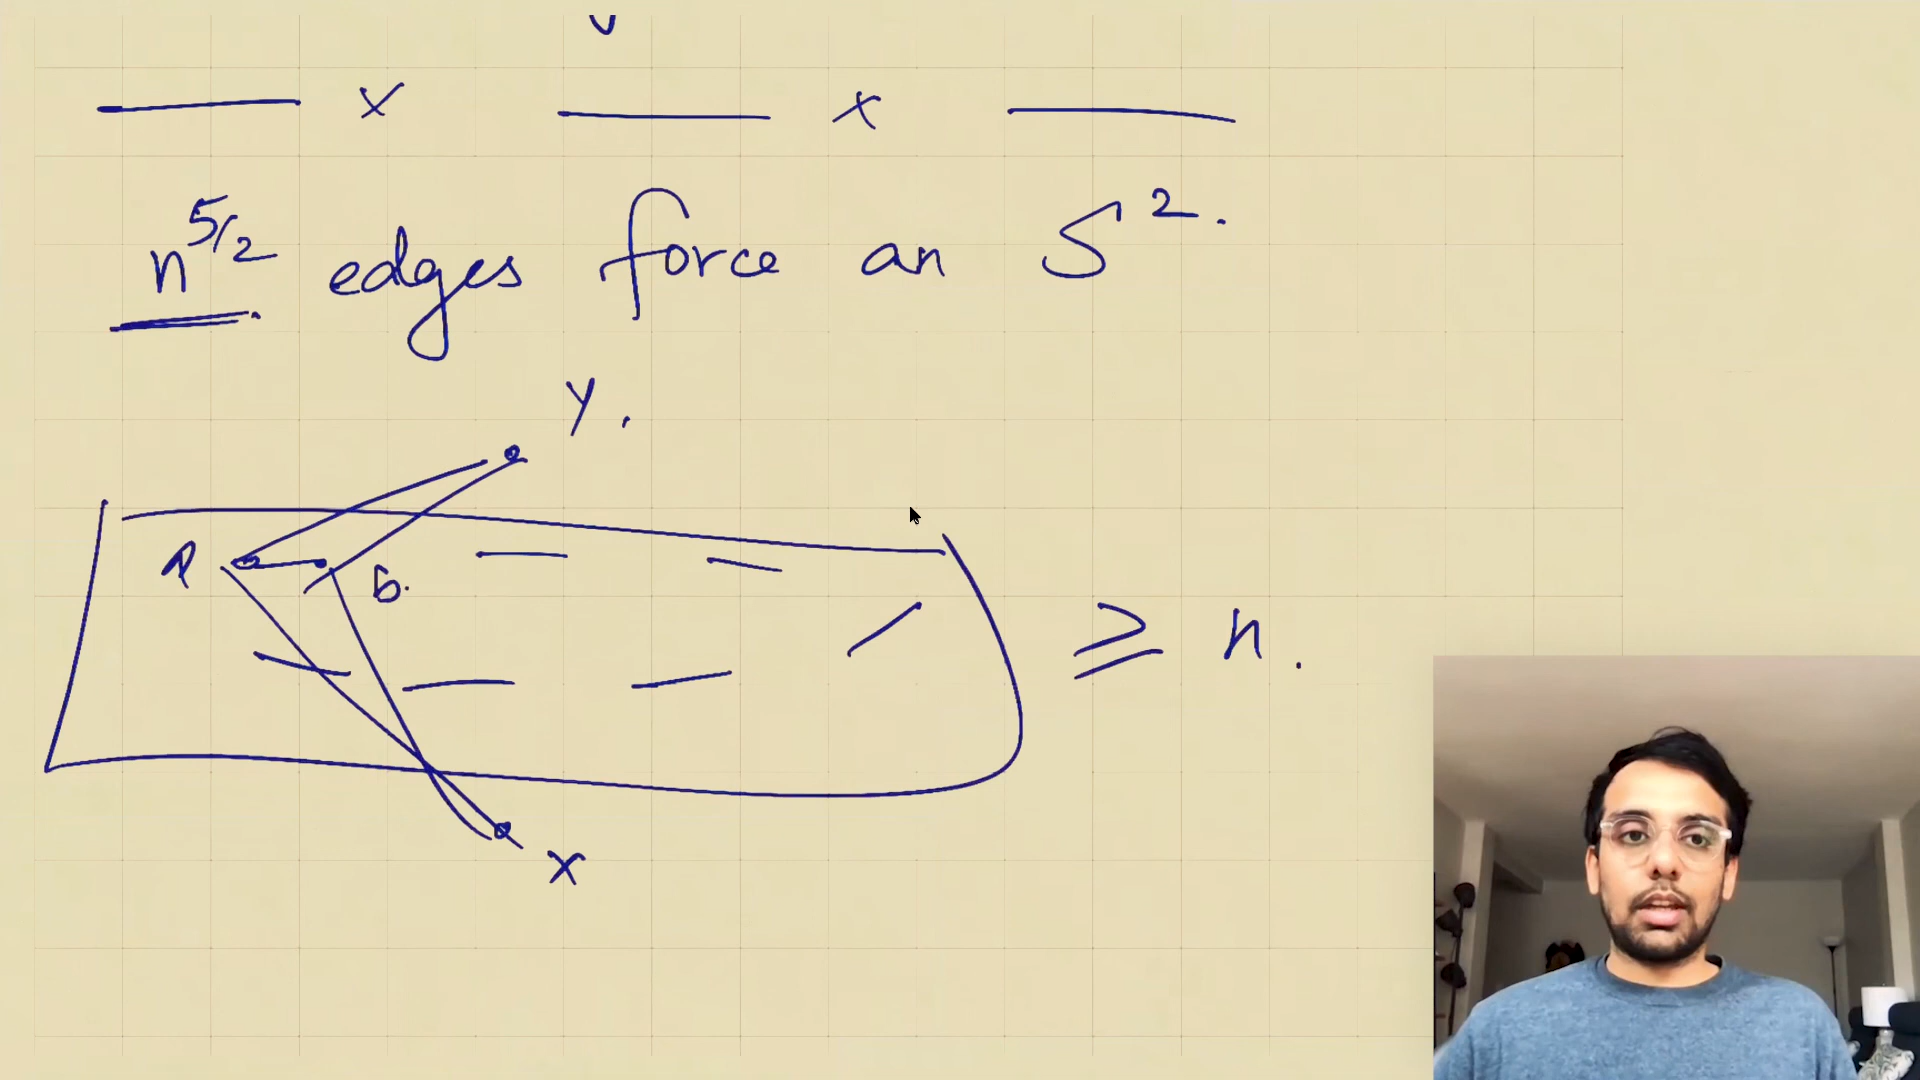 x x
n^{5/2} edges force an S^2.
y.
a b.
≥ n.
x